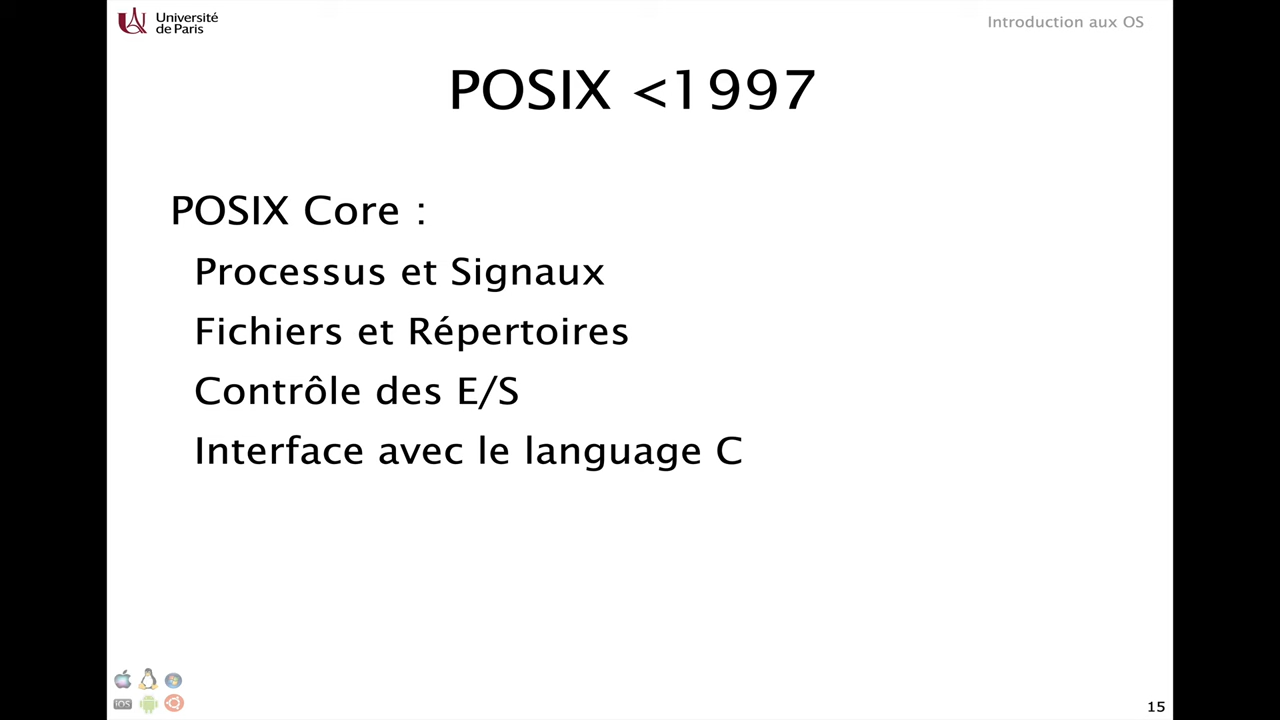 Université
de Paris
Introduction aux OS
POSIX <1997
POSIX Core :
Processus et Signaux
Fichiers et Répertoires
Contrôle des E/S
Interface avec le language C
iOS
15